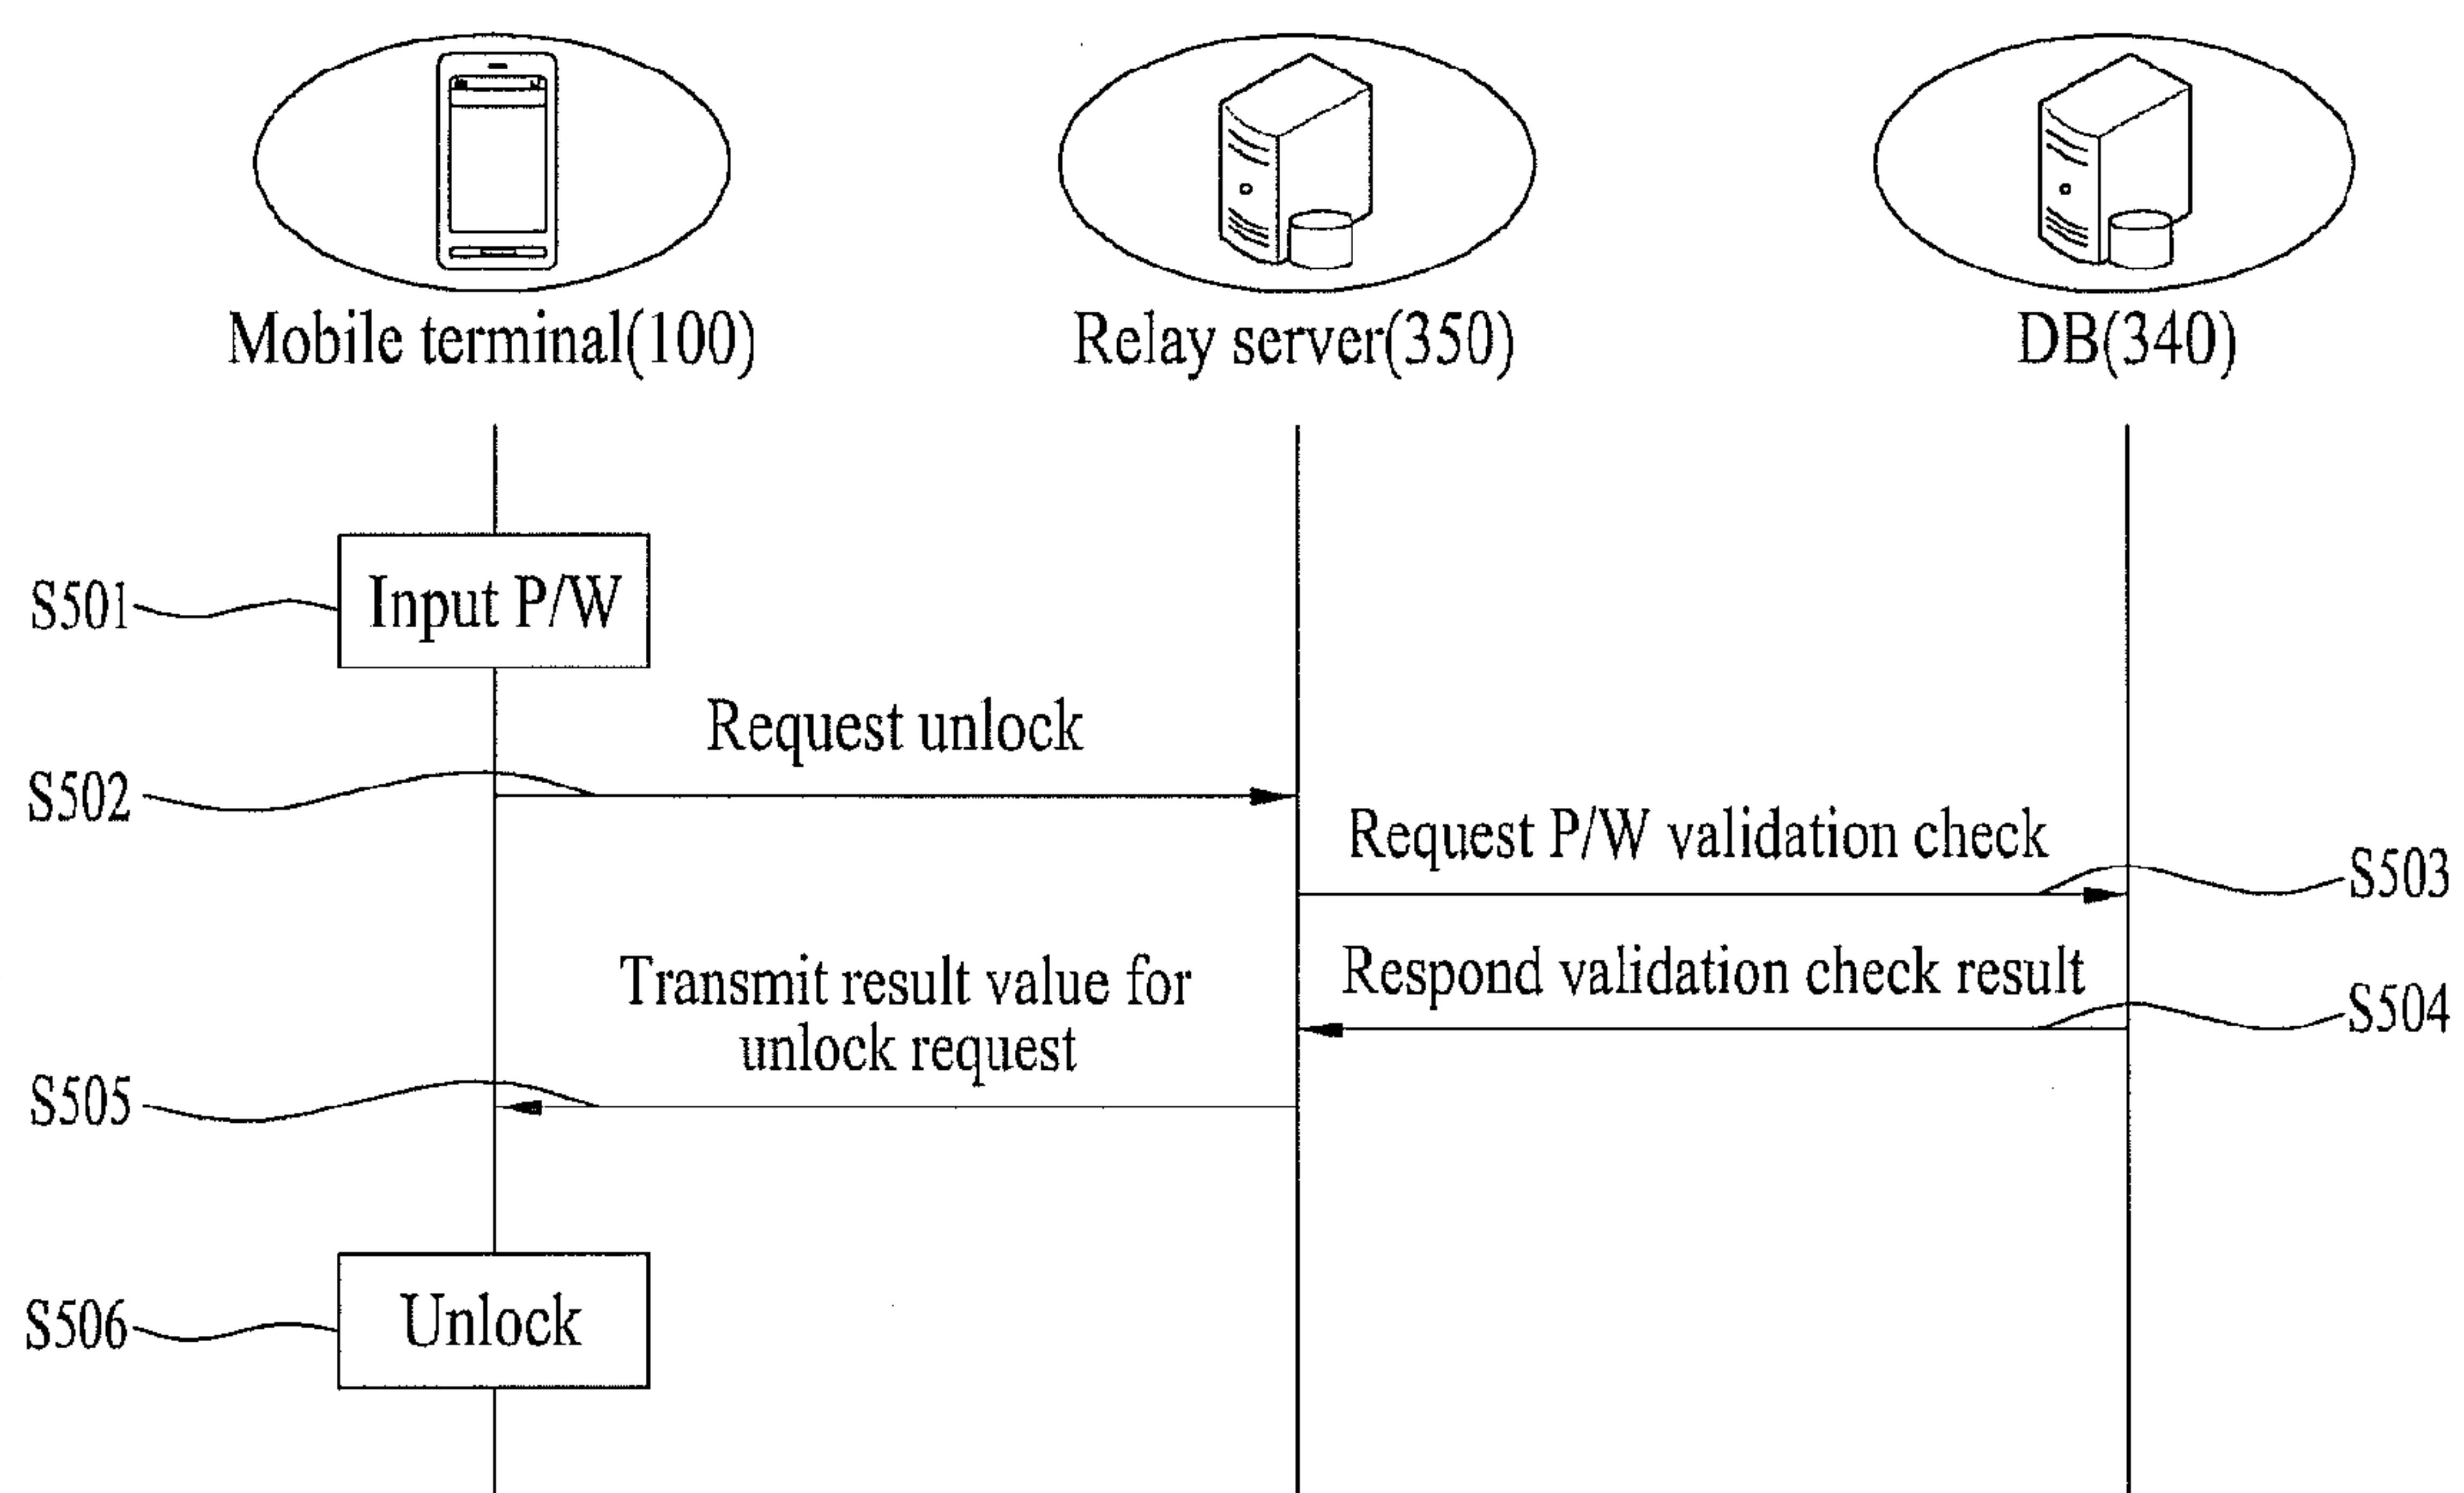 Mobile terminal(100)
Relay server(350)
DB(340)
S501
Input P/W
Request unlock
S502
Request P/W validation check
S503
Respond validation check result
S504
Transmit result value for
unlock request
S505
S506
Unlock